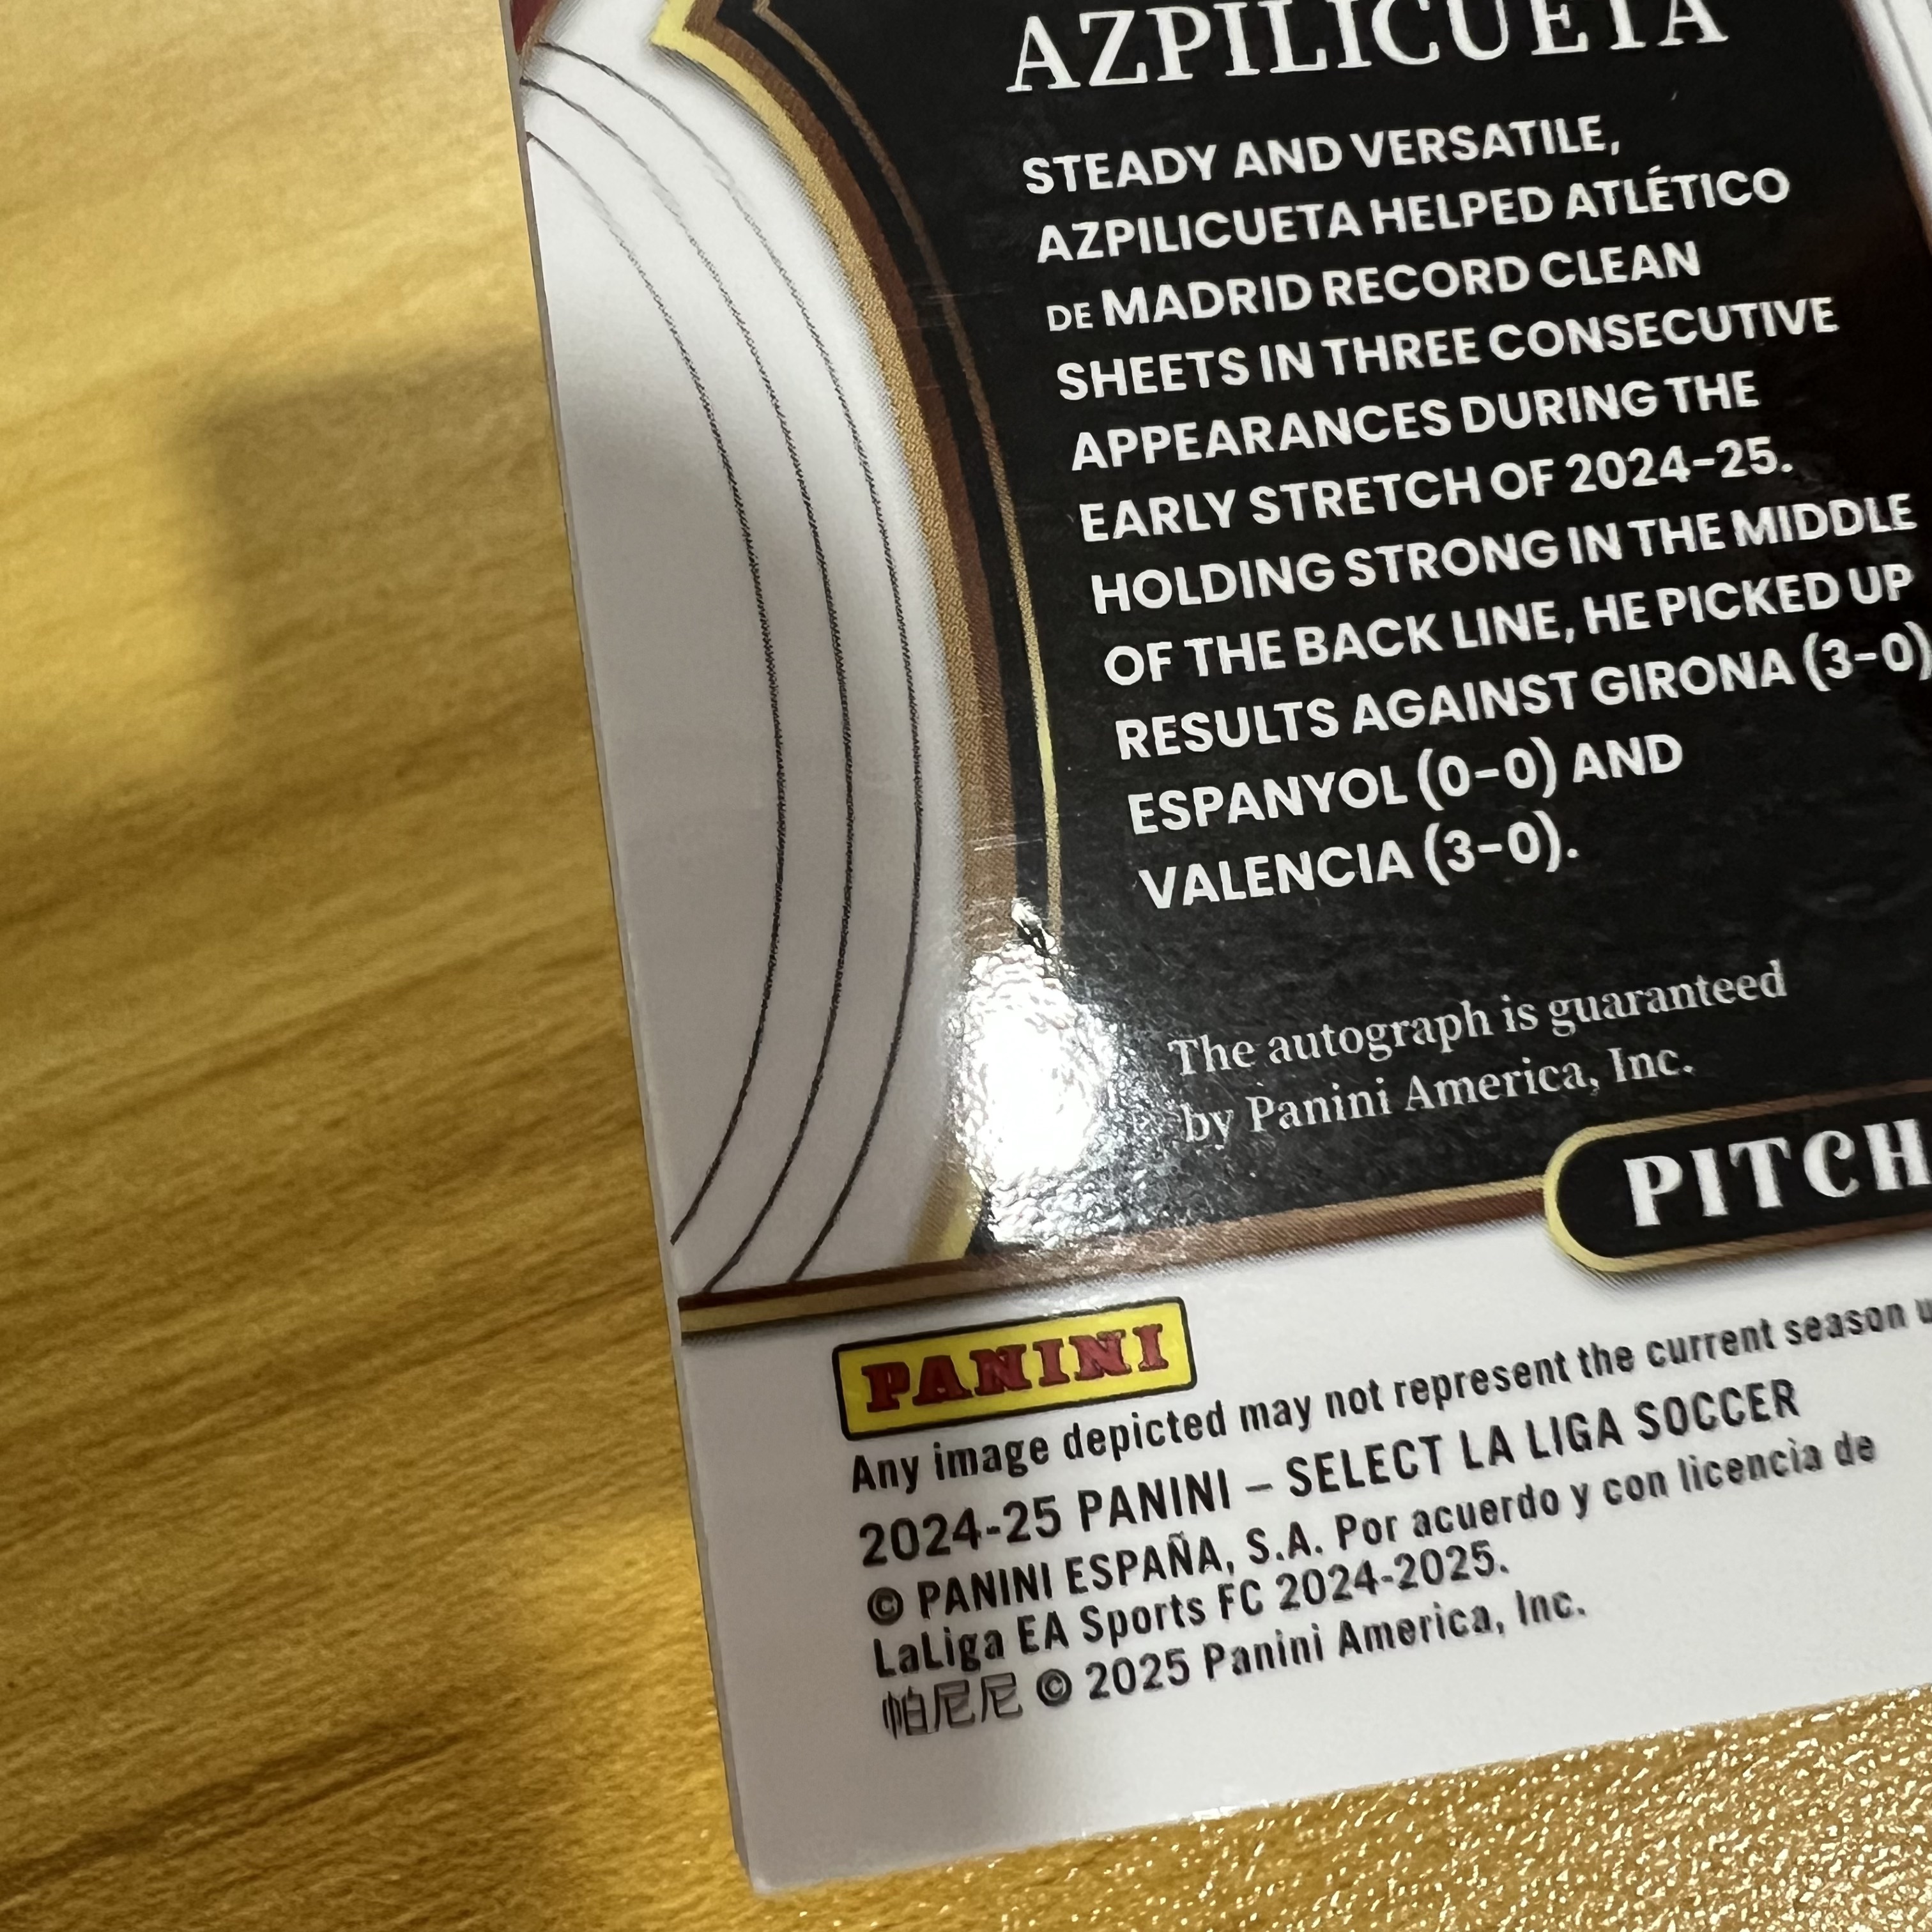 AZPILICUETA
STEADY AND VERSATILE,
AZPILICUETA HELPED ATLÉTICO
DE MADRID RECORD CLEAN
SHEETS IN THREE CONSECUTIVE
APPEARANCES DURING THE
EARLY STRETCH OF 2024-25.
HOLDING STRONG IN THE MIDDLE
OF THE BACK LINE, HE PICKED UP
RESULTS AGAINST GIRONA (3-0)
ESPANYOL (0-0) AND
VALENCIA (3-0).
The autograph is guaranteed
by Panini America, Inc.
PITCH
PANINI
Any image depicted may not represent the current season
2024-25 PANINI – SELECT LA LIGA SOCCER
© PANINI ESPAÑA, S.A. Por acuerdo y con licencia de
LaLiga EA Sports FC 2024-2025.
帕尼尼 © 2025 Panini America, Inc.